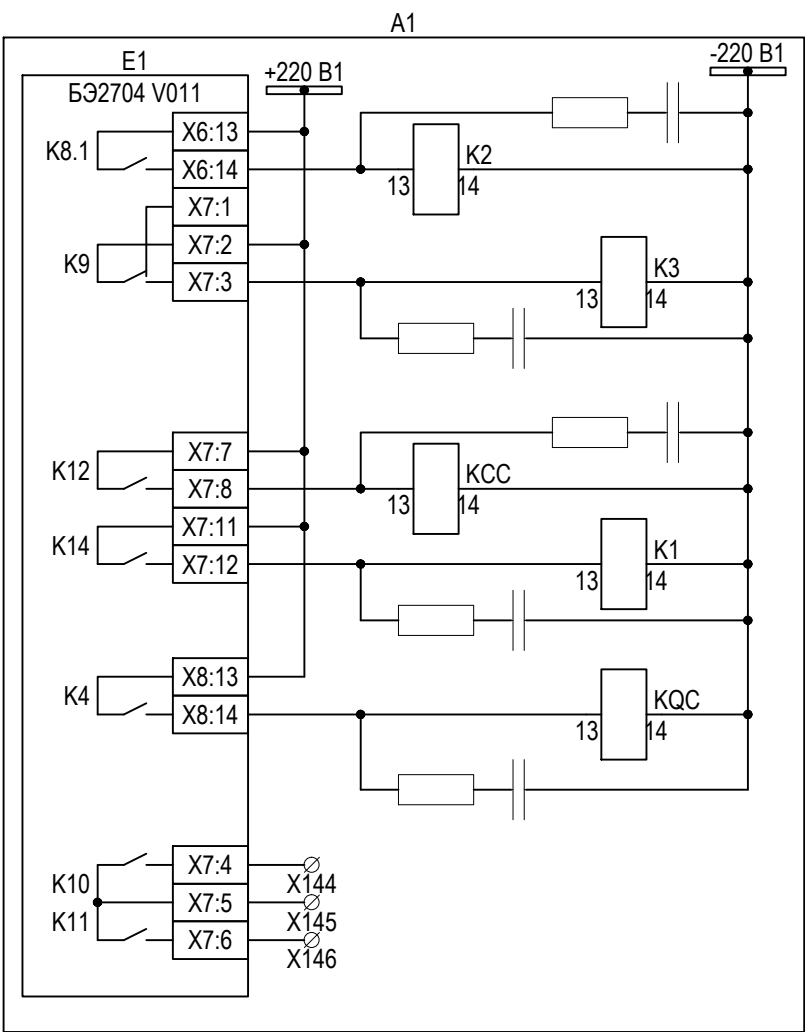 A1
E1
+220 В1
-220 В1
БЭ2704 V011
X6:13
K8.1
X6:14
K2
13
14
X7:1
X7:2
K9
X7:3
K3
13
14
X7:7
K12
X7:8
KCC
13
14
X7:11
K14
X7:12
K1
13
14
X8:13
K4
X8:14
KQC
13
14
X7:4
K10
X144
X7:5
K11
X145
X7:6
X146